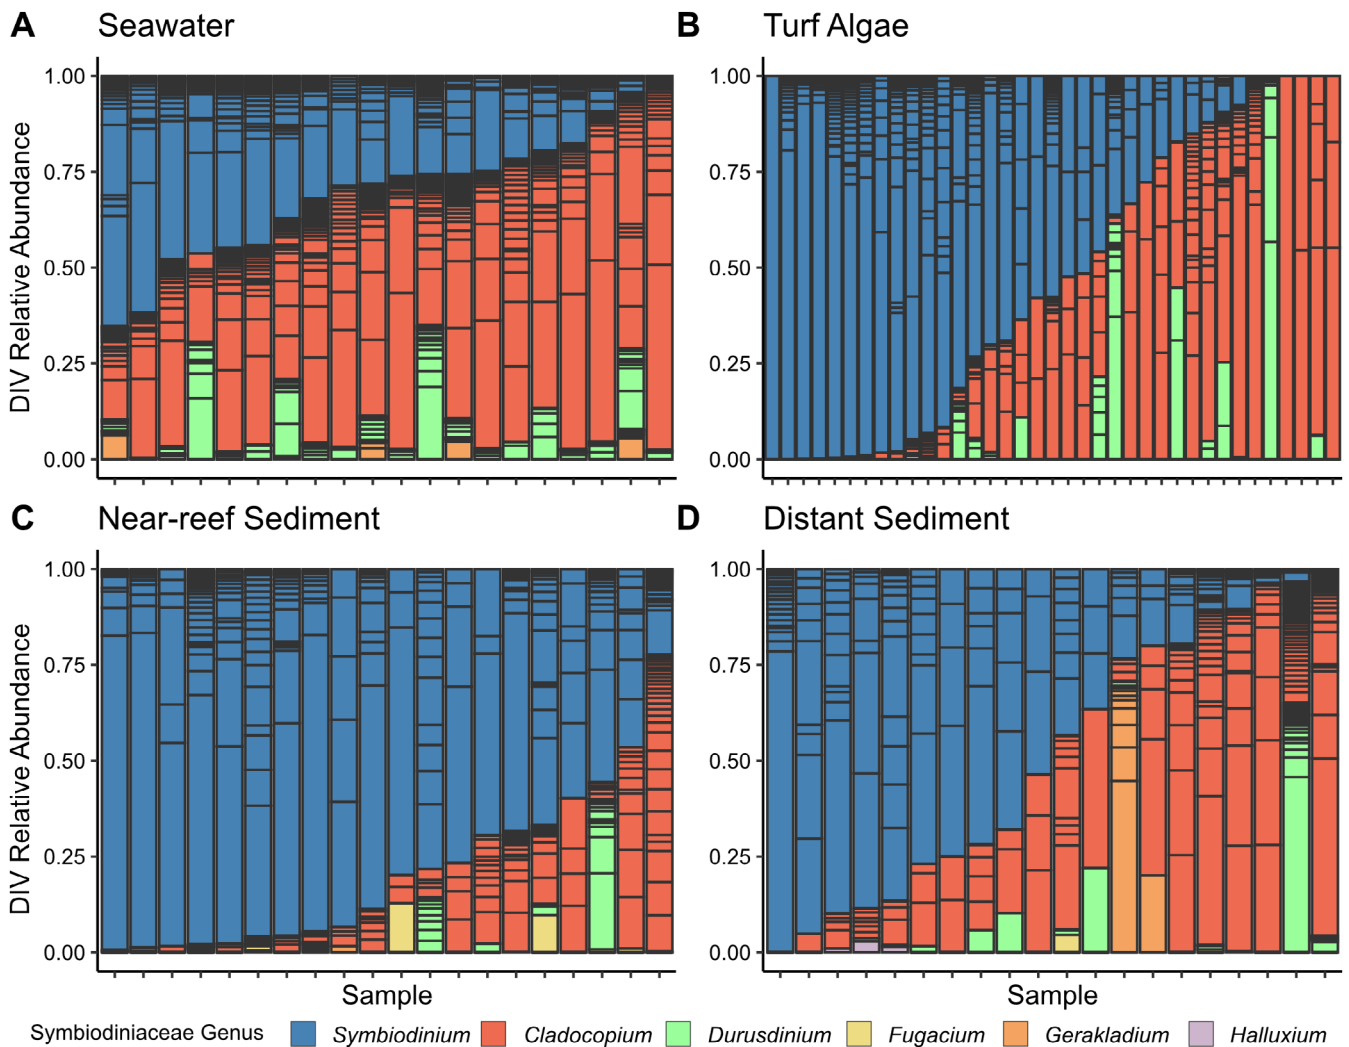 A Seawater
B Turf Algae
DIV Relative Abundance
1.00
0.75
0.50
0.25
0.00
1.00
0.75
0.50
0.25
0.00
C Near-reef Sediment
D Distant Sediment
DIV Relative Abundance
1.00
0.75
0.50
0.25
0.00
1.00
0.75
0.50
0.25
0.00
Sample
Sample
Symbiodiniaceae Genus Symbiodinium Cladocopium Durusdinium Fugacium Gerakladium Halluxium